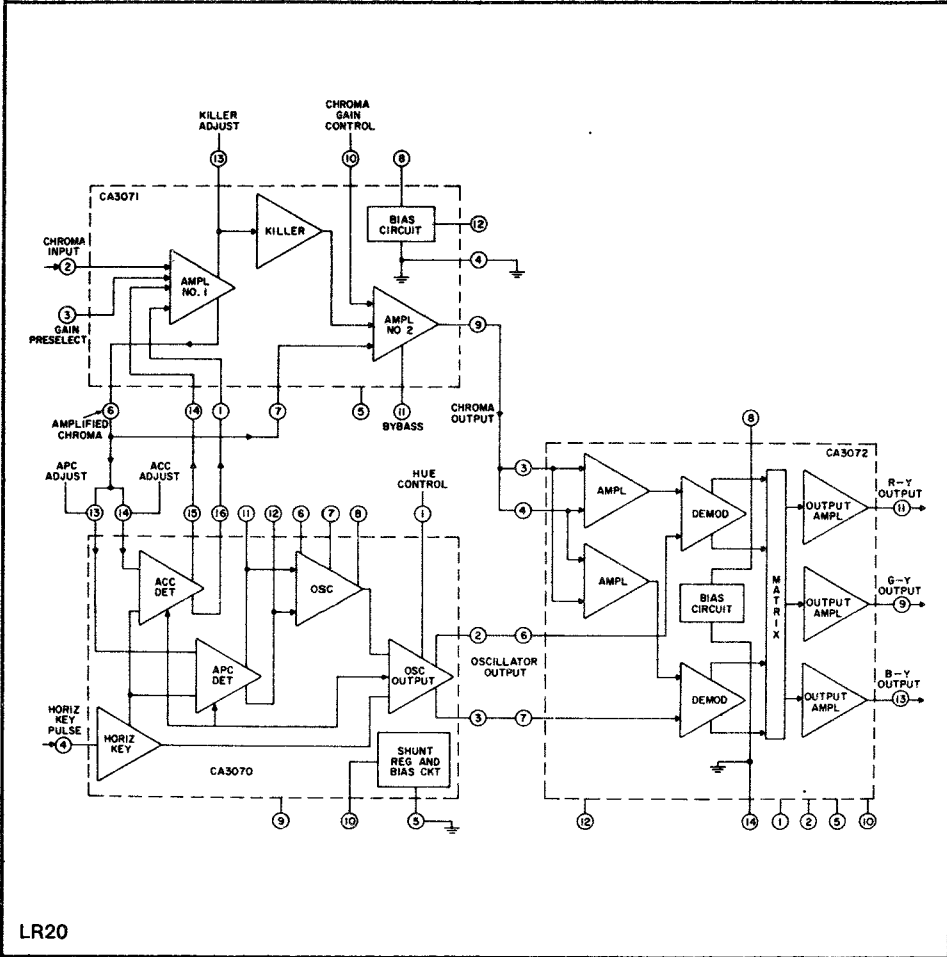 KILLER
ADJUST
CHROMA
GAIN
CONTROL
13
10
8
CA3071
KILLER
BIAS
CIRCUIT
12
CHROMA
INPUT
2
AMPL
NO. 1
4
3
GAIN
PRESELECT
AMPL
NO 2
9
6
14
1
7
5
11
BYBASS
AMPLIFIED
CHROMA
CHROMA
OUTPUT
8
CA3072
APC
ADJUST
ACC
ADJUST
HUE
CONTROL
3
4
AMPL
DEMOD
OUTPUT
AMPL
R-Y
OUTPUT
11
13
14
15
16
11
12
6
7
8
1
ACC
DET
OSC
AMPL
BIAS
CIRCUIT
MATRIX
OUTPUT
AMPL
G-Y
OUTPUT
9
APC
DET
OSC
OUTPUT
2
6
OSCILLATOR
OUTPUT
3
7
DEMOD
OUTPUT
AMPL
B-Y
OUTPUT
13
HORIZ
KEY
PULSE
4
HORIZ
KEY
CA3070
SHUNT
REG AND
BIAS CKT
9
10
5
12
14
1
2
5
10
LR20